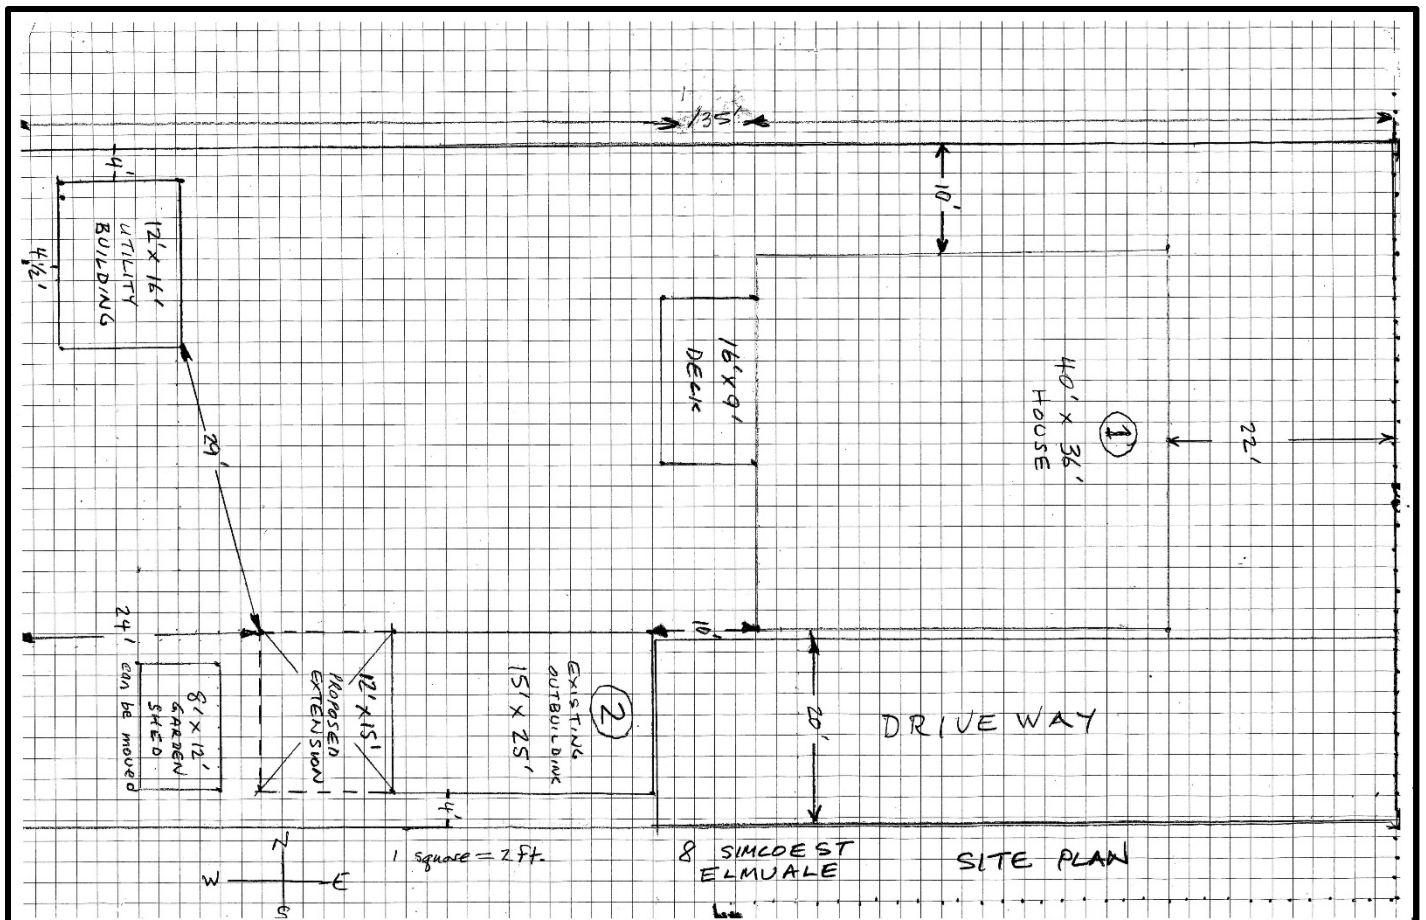 135'
4'
10'
12' X 16'
UTILITY
BUILDING
4½'
16' X 9'
DECK
①
40' X 36'
HOUSE
22'
29'
24'
10'
8' X 12'
GARDEN
SHED
can be moved
12' X 15'
PROPOSED
EXTENSION
②
EXISTING
OUTBUILDING
15' X 25'
20'
DRIVEWAY
4'
1 square = 2 ft.
8 SIMCOE ST
ELMVALE
SITE PLAN
N
W
E
S